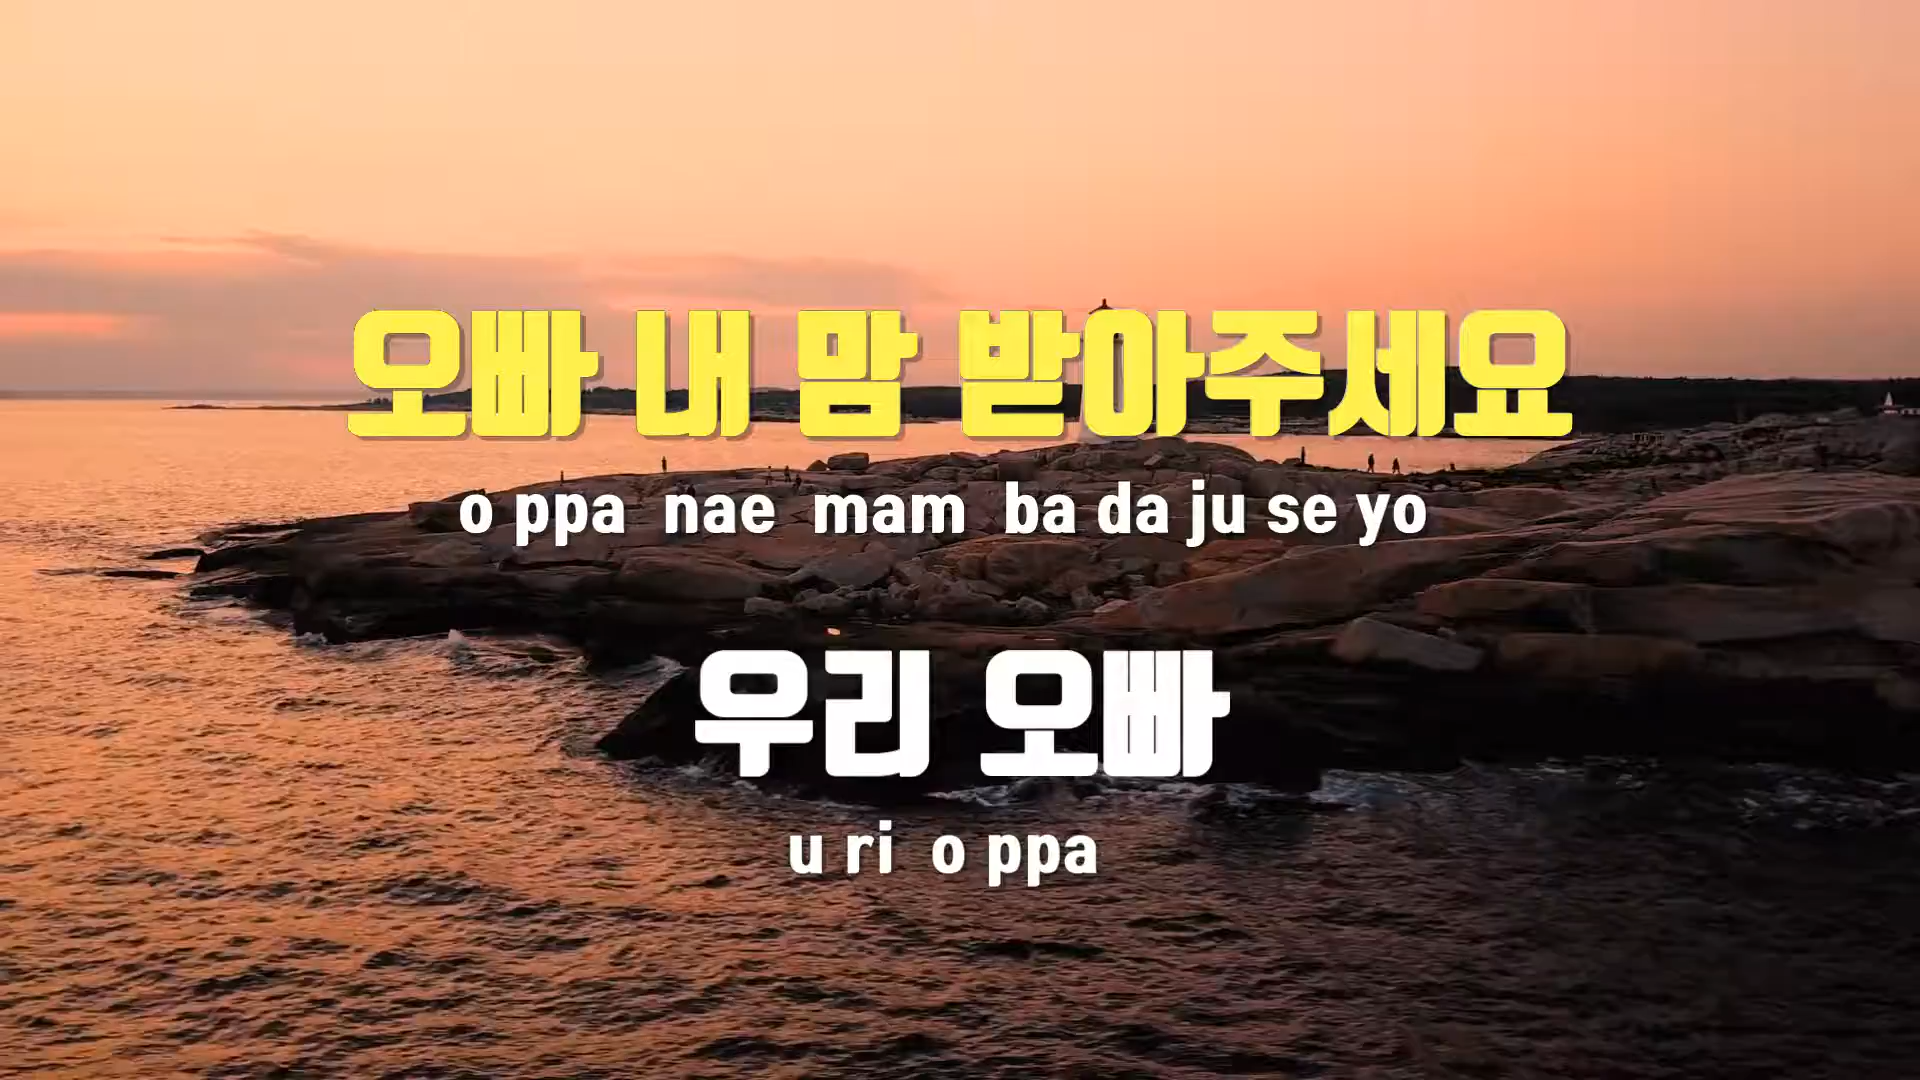 오빠 내 맘 받아주세요
o ppa nae mam ba da ju se yo
우리 오빠
u ri o ppa